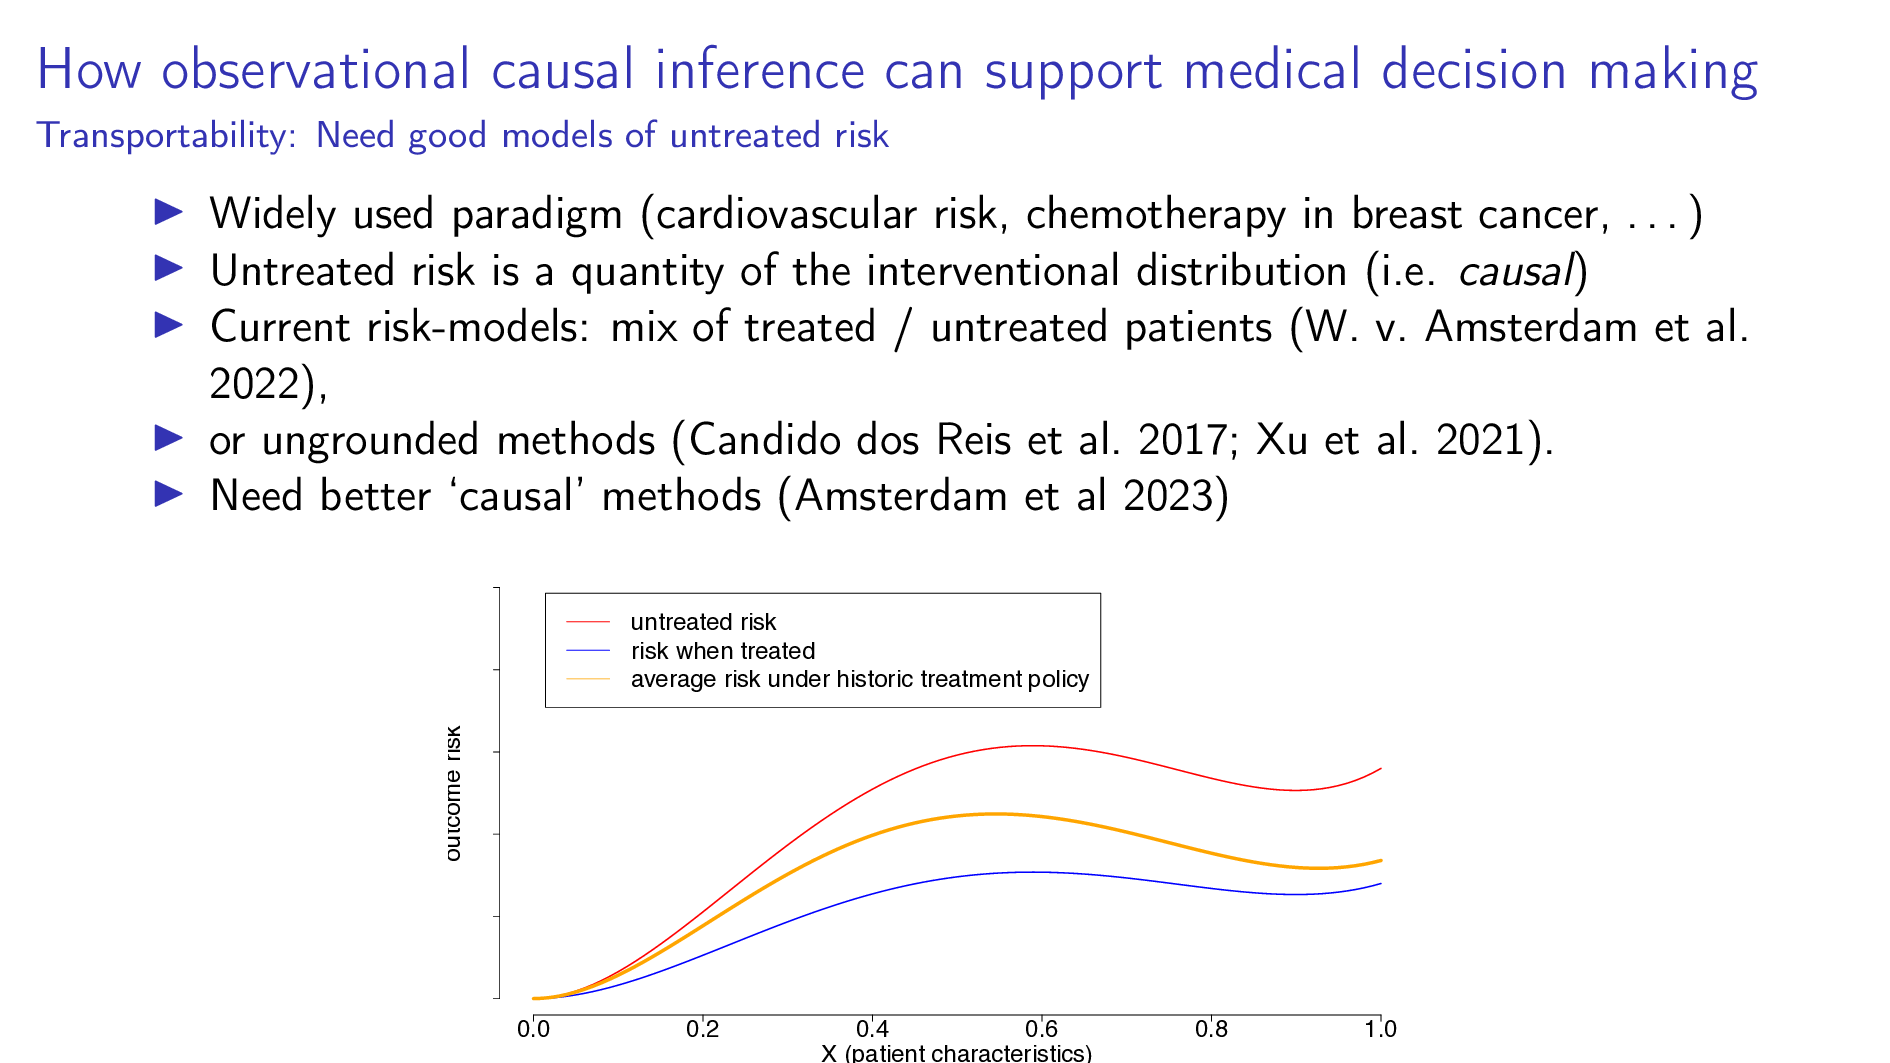 How observational causal inference can support medical decision making
Transportability: Need good models of untreated risk
▶ Widely used paradigm (cardiovascular risk, chemotherapy in breast cancer, . . . )
▶ Untreated risk is a quantity of the interventional distribution (i.e. causal)
▶ Current risk-models: mix of treated / untreated patients (W. v. Amsterdam et al.
2022),
▶ or ungrounded methods (Candido dos Reis et al. 2017; Xu et al. 2021).
▶ Need better ‘causal’ methods (Amsterdam et al 2023)
untreated risk
risk when treated
average risk under historic treatment policy
outcome risk
0.0 0.2 0.4 0.6 0.8 1.0
X (patient characteristics)